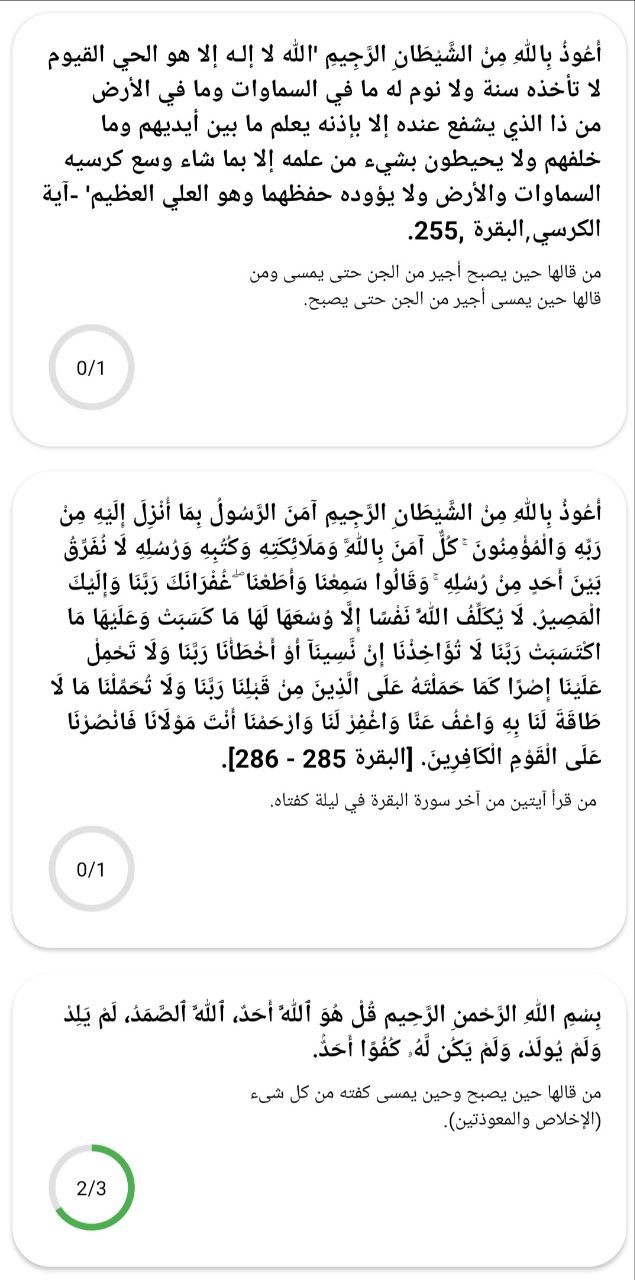 أَعُوذُ بِاللهِ مِنْ الشَّيْطَانِ الرَّجِيمِ 'الله لا إلـه إلا هو الحي القيوم
لا تأخذه سنة ولا نوم له ما في السماوات وما في الأرض
من ذا الذي يشفع عنده إلا بإذنه يعلم ما بين أيديهم وما
خلفهم ولا يحيطون بشيء من علمه إلا بما شاء وسع كرسيه
السماوات والأرض ولا يؤوده حفظهما وهو العلي العظيم' -آية
الكرسي,البقرة ,255.
من قالها حين يصبح أجير من الجن حتى يمسى ومن
قالها حين يمسى أجير من الجن حتى يصبح.
0/1
أَعُوذُ بِاللهِ مِنْ الشَّيْطَانِ الرَّجِيمِ آمَنَ الرَّسُولُ بِمَا أُنْزِلَ إِلَيْهِ مِنْ
رَبِّهِ وَالْمُؤْمِنُونَ ۚ كُلٌّ آمَنَ بِاللَّهِ وَمَلَائِكَتِهِ وَكُتُبِهِ وَرُسُلِهِ لَا نُفَرِّقُ
بَيْنَ أَحَدٍ مِنْ رُسُلِهِ ۚ وَقَالُوا سَمِعْنَا وَأَطَعْنَا ۖ غُفْرَانَكَ رَبَّنَا وَإِلَيْكَ
الْمَصِيرُ. لَا يُكَلِّفُ اللَّهُ نَفْسًا إِلَّا وُسْعَهَا لَهَا مَا كَسَبَتْ وَعَلَيْهَا مَا
اكْتَسَبَتْ رَبَّنَا لَا تُؤَاخِذْنَا إِنْ نَّسِينَآ أَوْ أَخْطَأْنَا رَبَّنَا وَلَا تَحْمِلْ
عَلَيْنَا إِصْرًا كَمَا حَمَلْتَهُ عَلَى الَّذِينَ مِنْ قَبْلِنَا رَبَّنَا وَلَا تُحَمِّلْنَا مَا لَا
طَاقَةَ لَنَا بِهِ وَاعْفُ عَنَّا وَاغْفِرْ لَنَا وَارْحَمْنَا أَنْتَ مَوْلَانَا فَانْصُرْنَا
عَلَى الْقَوْمِ الْكَافِرِينَ. [البقرة 285 - 286].
من قرأ آيتين من آخر سورة البقرة في ليلة كفتاه.
0/1
بِسْمِ اللهِ الرَّحْمنِ الرَّحِيم قُلْ هُوَ ٱللَّهُ أَحَدٌ، ٱللَّهُ ٱلصَّمَدُ، لَمْ يَلِدْ
وَلَمْ يُولَدْ، وَلَمْ يَكُن لَّهُۥ كُفُوًا أَحَدٌۢ.
من قالها حين يصبح وحين يمسى كفته من كل شىء
(الإخلاص والمعوذتين).
2/3